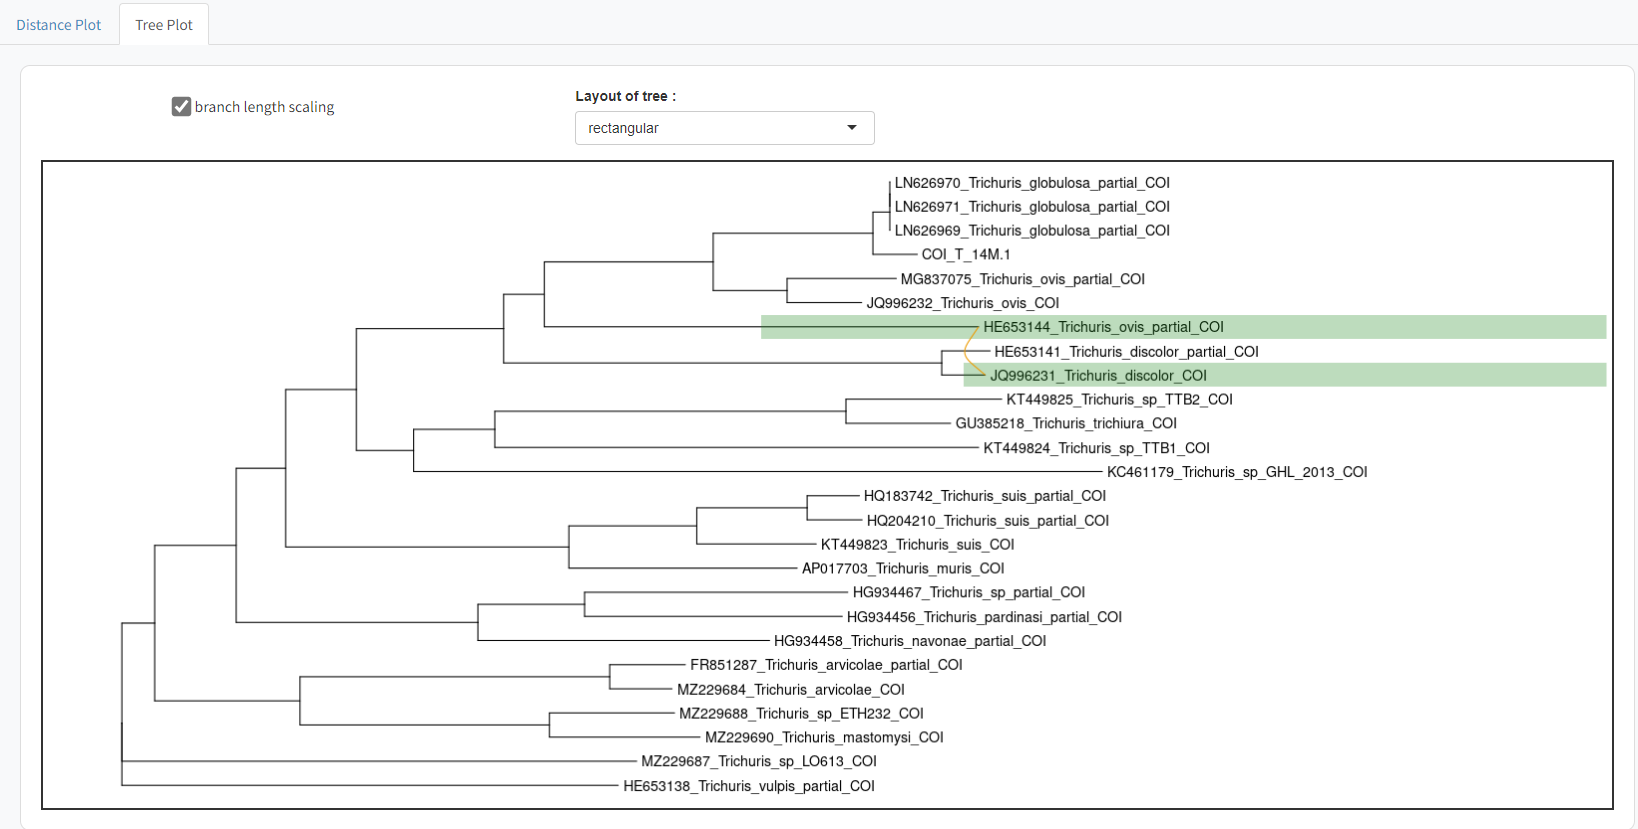 Distance Plot
Tree Plot
branch length scaling
Layout of tree :
rectangular
LN626970_Trichuris_globulosa_partial_COI
LN626971_Trichuris_globulosa_partial_COI
LN626969_Trichuris_globulosa_partial_COI
COI_T_14M.1
MG837075_Trichuris_ovis_partial_COI
JQ996232_Trichuris_ovis_COI
HE653144_Trichuris_ovis_partial_COI
HE653141_Trichuris_discolor_partial_COI
JQ996231_Trichuris_discolor_COI
KT449825_Trichuris_sp_TTB2_COI
GU385218_Trichuris_trichiura_COI
KT449824_Trichuris_sp_TTB1_COI
KC461179_Trichuris_sp_GHL_2013_COI
HQ183742_Trichuris_suis_partial_COI
HQ204210_Trichuris_suis_partial_COI
KT449823_Trichuris_suis_COI
AP017703_Trichuris_muris_COI
HG934467_Trichuris_sp_partial_COI
HG934456_Trichuris_pardinasi_partial_COI
HG934458_Trichuris_navonae_partial_COI
FR851287_Trichuris_arvicolae_partial_COI
MZ229684_Trichuris_arvicolae_COI
MZ229688_Trichuris_sp_ETH232_COI
MZ229690_Trichuris_mastomysi_COI
MZ229687_Trichuris_sp_LO613_COI
HE653138_Trichuris_vulpis_partial_COI